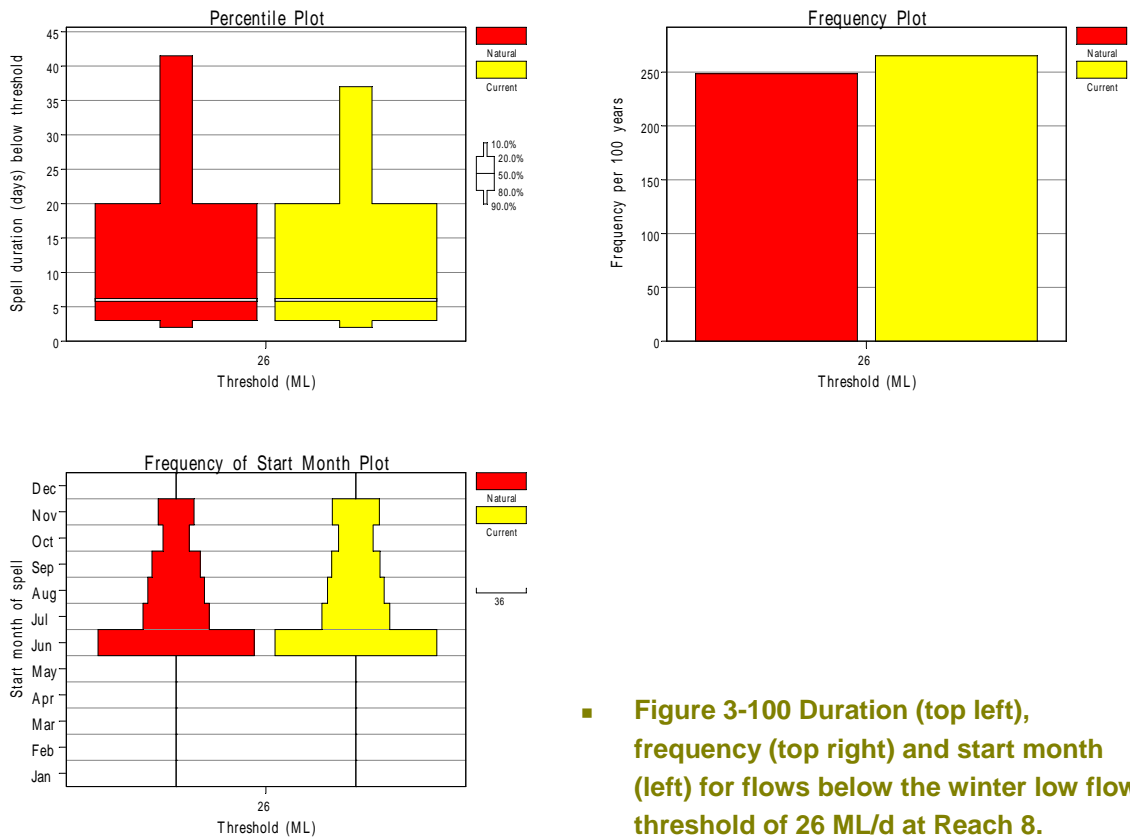 Percentile Plot
Spell duration (days) below threshold
45
40
35
30
25
20
15
10
5
0
26
Threshold (ML)
Natural
Current
10.0%
20.0%
50.0%
80.0%
90.0%
Frequency Plot
Frequency per 100 years
250
200
150
100
50
0
26
Threshold (ML)
Natural
Current
Frequency of Start Month Plot
Start month of spell
Dec
Nov
Oct
Sep
Aug
Jul
Jun
May
Apr
Mar
Feb
Jan
26
Threshold (ML)
Natural
Current
36
▪ Figure 3-100 Duration (top left),
frequency (top right) and start month
(left) for flows below the winter low flow
threshold of 26 ML/d at Reach 8.